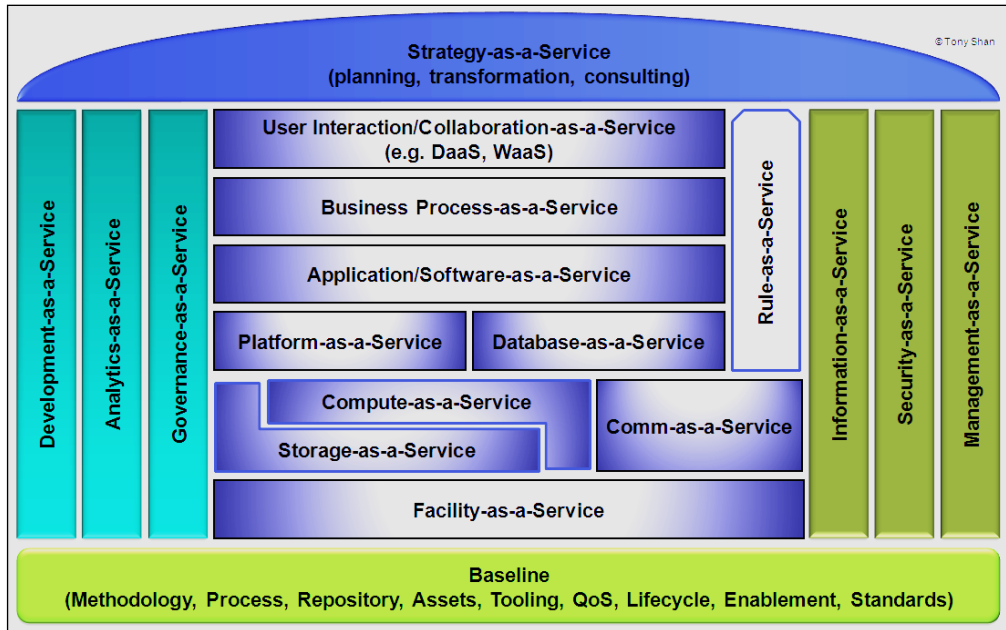 © Tony Shan
Strategy-as-a-Service
(planning, transformation, consulting)
Development-as-a-Service
Analytics-as-a-Service
Governance-as-a-Service
User Interaction/Collaboration-as-a-Service
(e.g. DaaS, WaaS)
Business Process-as-a-Service
Application/Software-as-a-Service
Platform-as-a-Service
Database-as-a-Service
Rule-as-a-Service
Compute-as-a-Service
Storage-as-a-Service
Comm-as-a-Service
Facility-as-a-Service
Information-as-a-Service
Security-as-a-Service
Management-as-a-Service
Baseline
(Methodology, Process, Repository, Assets, Tooling, QoS, Lifecycle, Enablement, Standards)